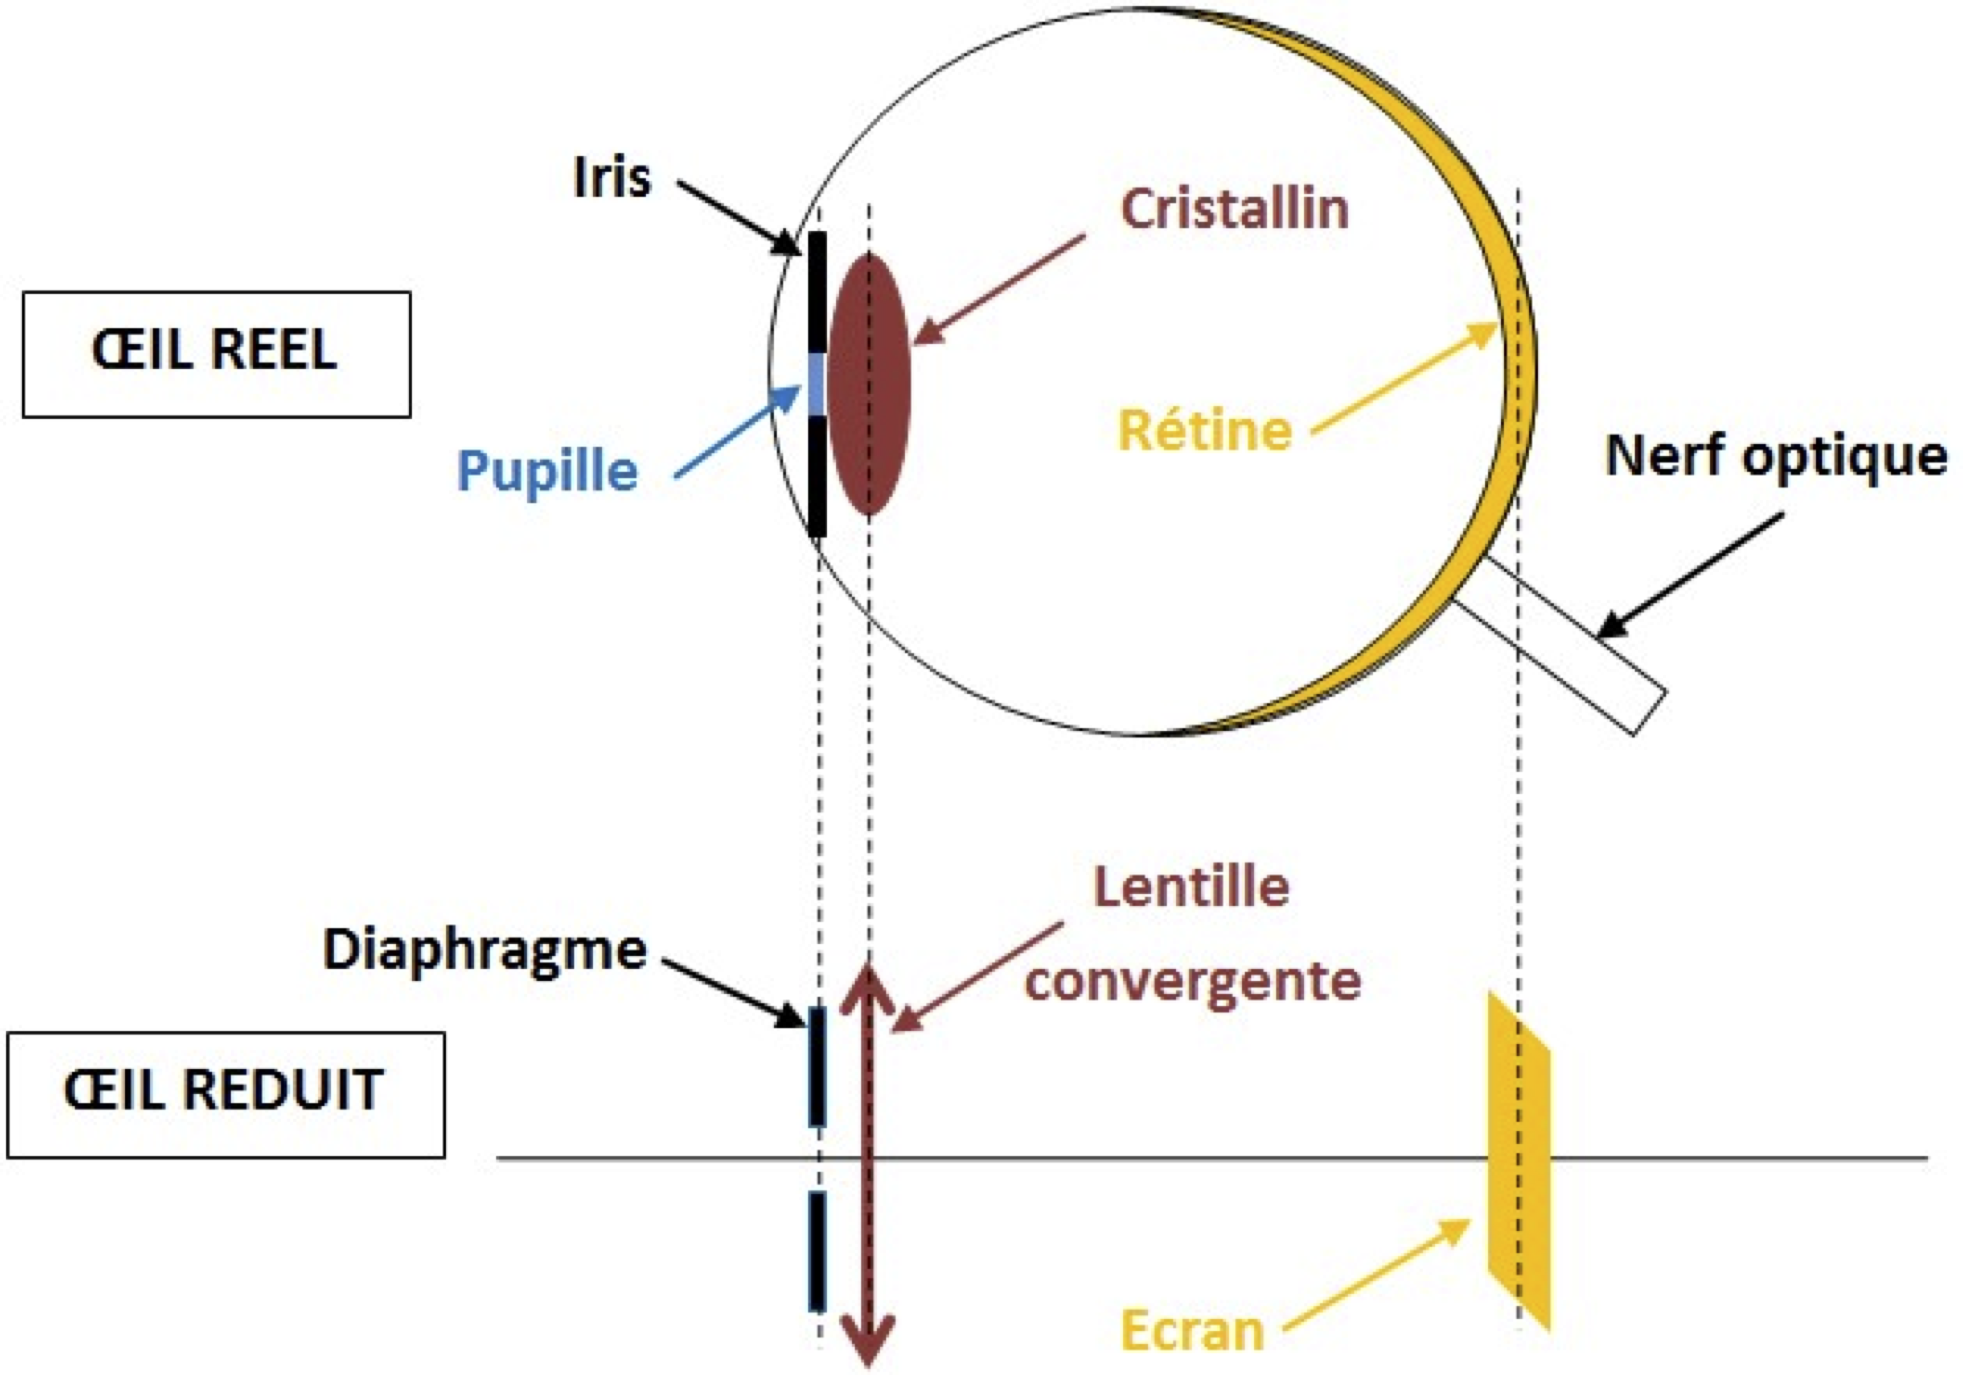 Iris
Cristallin
ŒIL REEL
Pupille
Rétine
Nerf optique
Diaphragme
Lentille
convergente
ŒIL REDUIT
Ecran